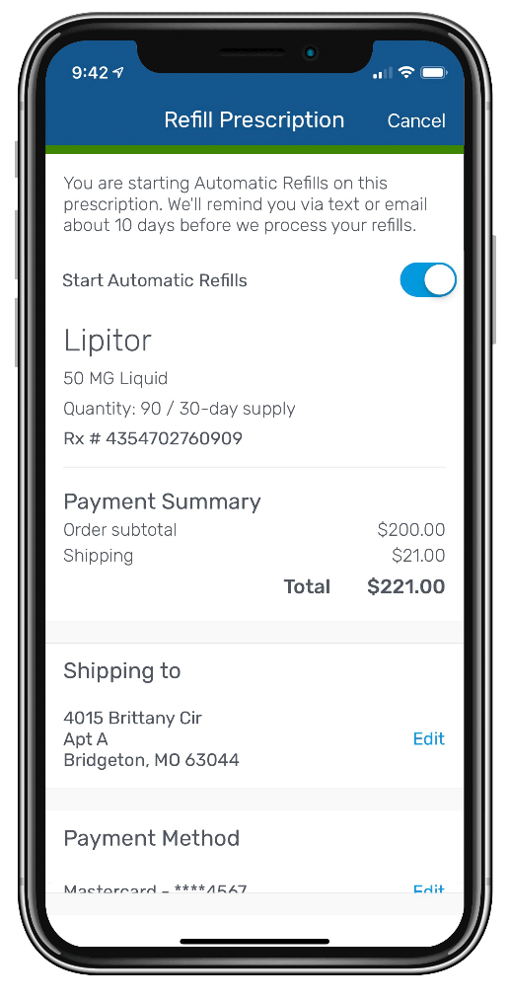 9:42
Refill Prescription Cancel
You are starting Automatic Refills on this
prescription. We'll remind you via text or email
about 10 days before we process your refills.
Start Automatic Refills
Lipitor
50 MG Liquid
Quantity: 90 / 30-day supply
Rx # 4354702760909
Payment Summary
Order subtotal $200.00
Shipping $21.00
Total $221.00
Shipping to
4015 Brittany Cir
Apt A Edit
Bridgeton, MO 63044
Payment Method
Mastercard - ****4567 Edit